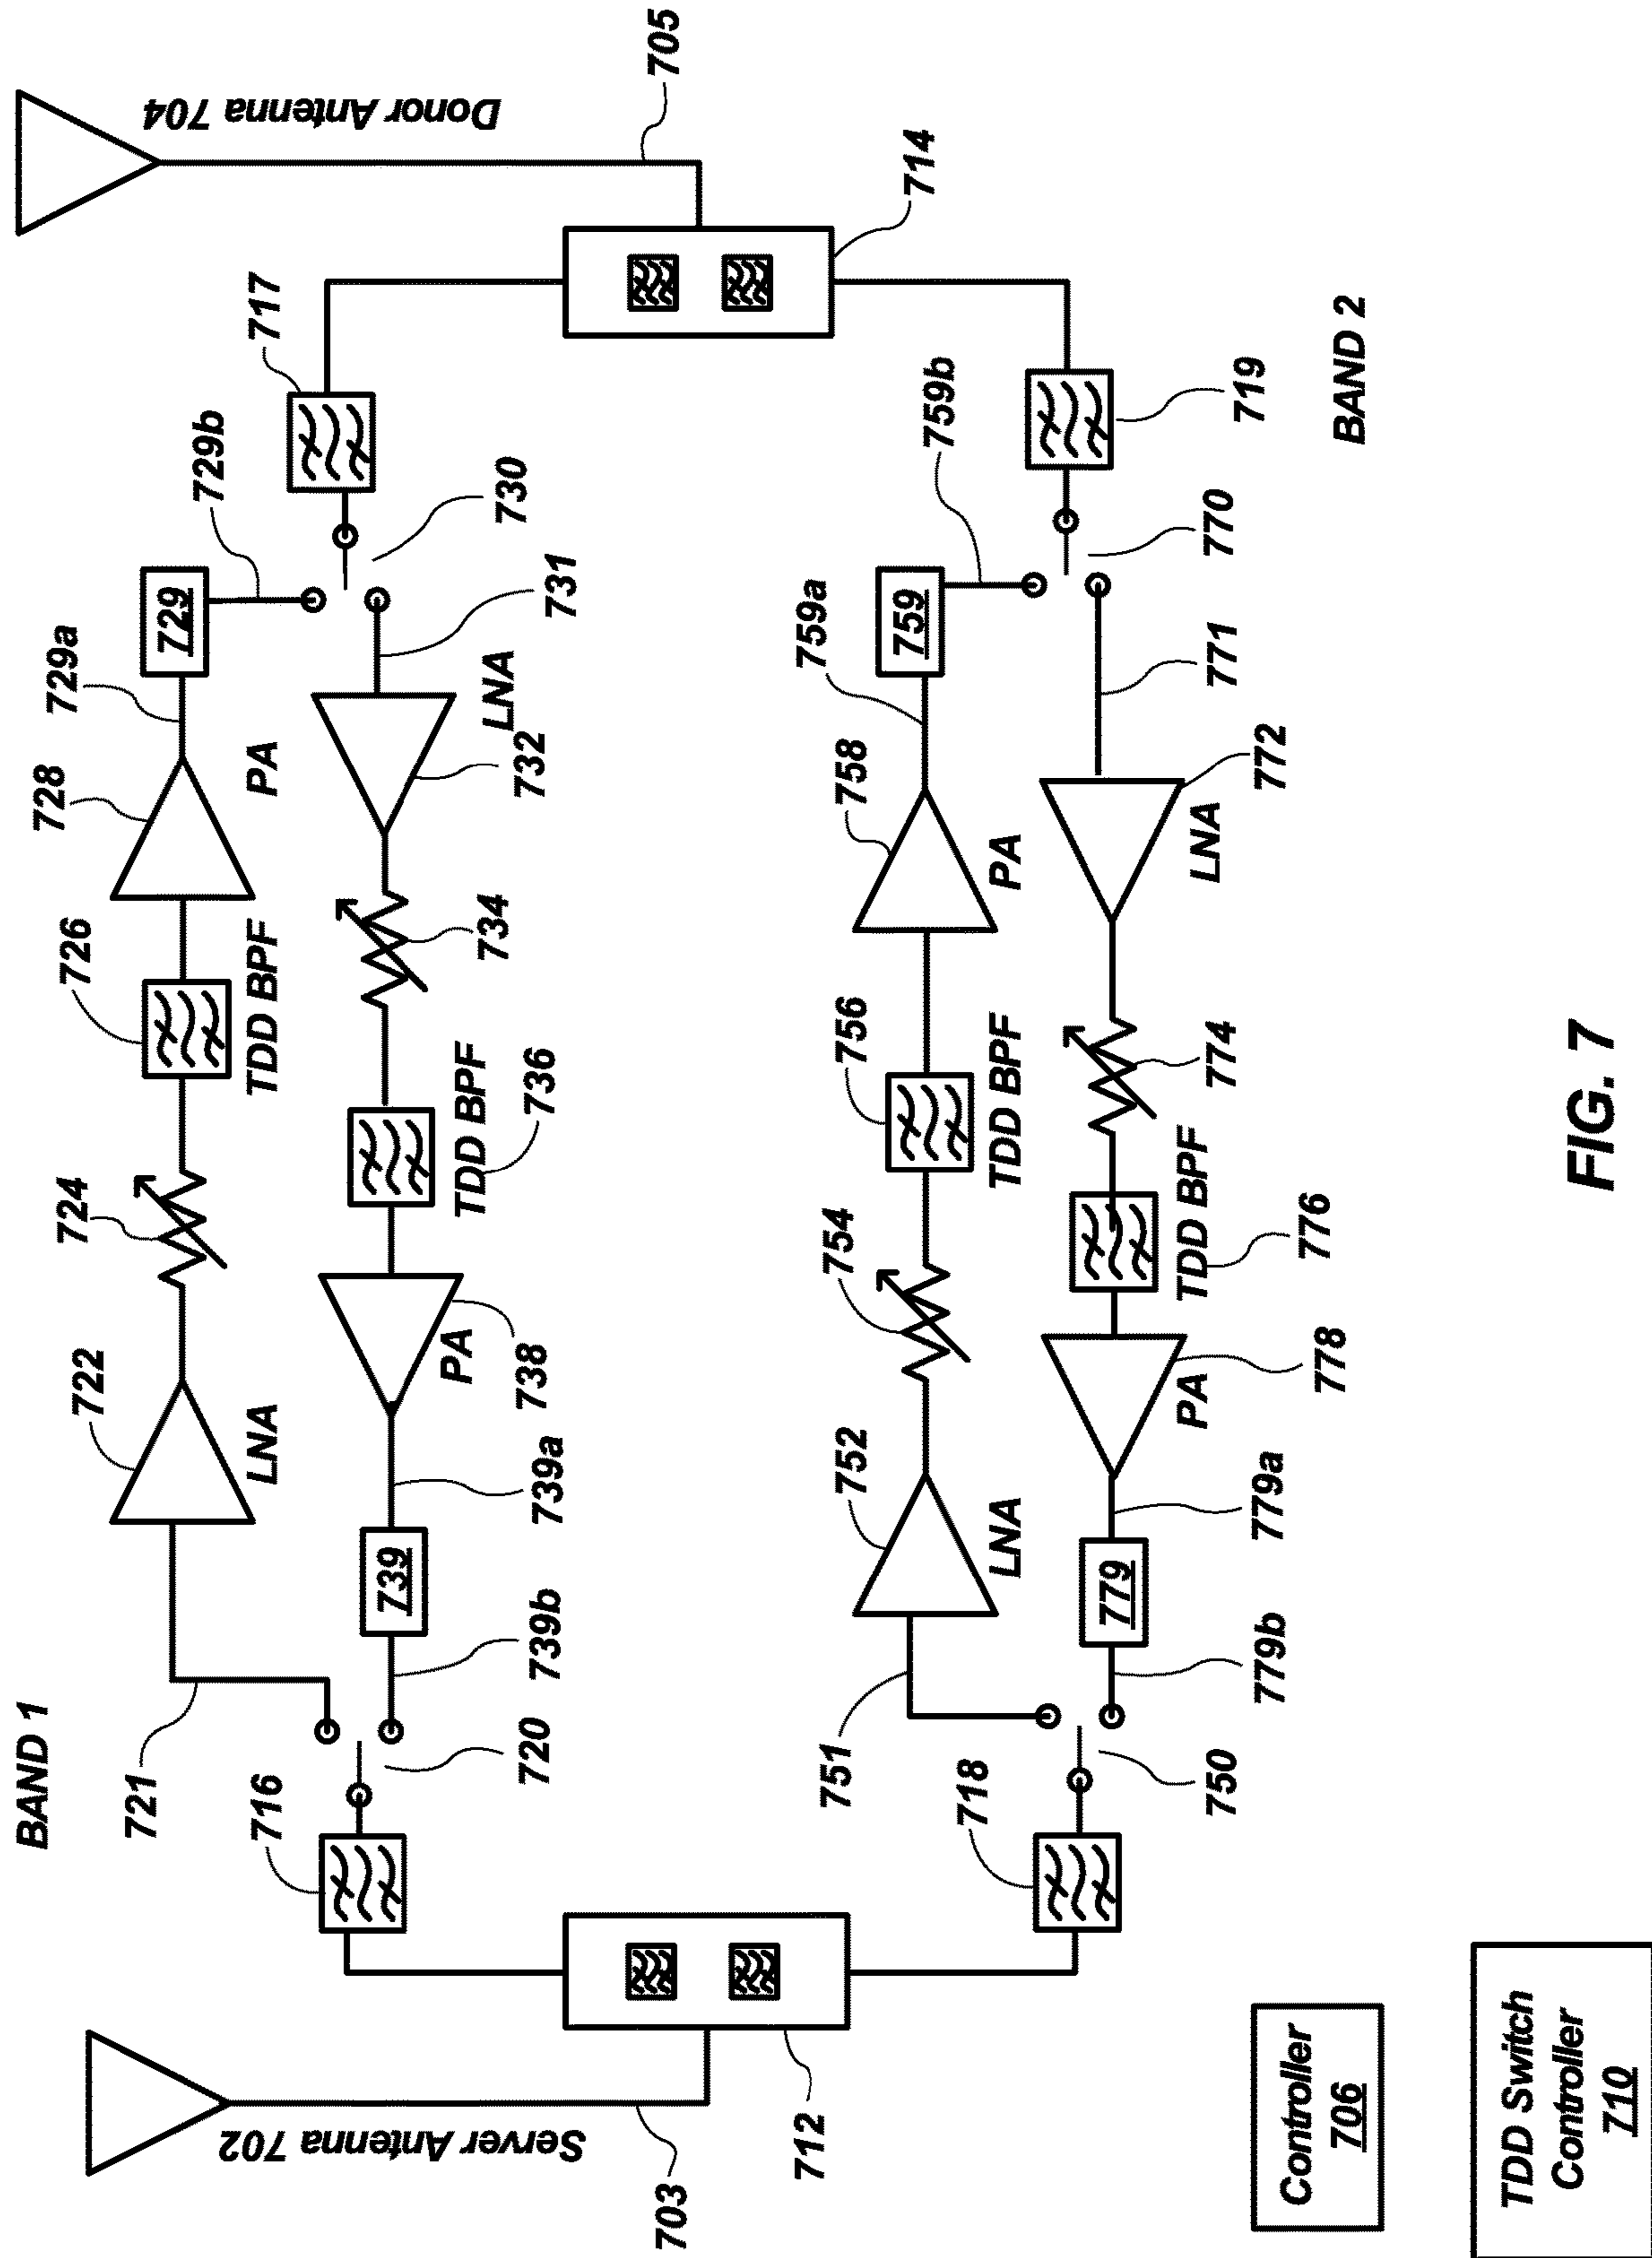 BAND 1
721
722
LNA
724
726
TDD BPF
728
PA
729a
729
729b
717
Donor Antenna 704
705
716
720
739b
739
739a
738
PA
736
TDD BPF
734
732
LNA
731
730
714
Server Antenna 702
703
712
751
752
LNA
754
756
TDD BPF
758
PA
759a
759
759b
718
750
779b
779
779a
778
PA
776
TDD BPF
774
772
LNA
771
770
719
BAND 2
Controller
706
TDD Switch
Controller
710
FIG. 7